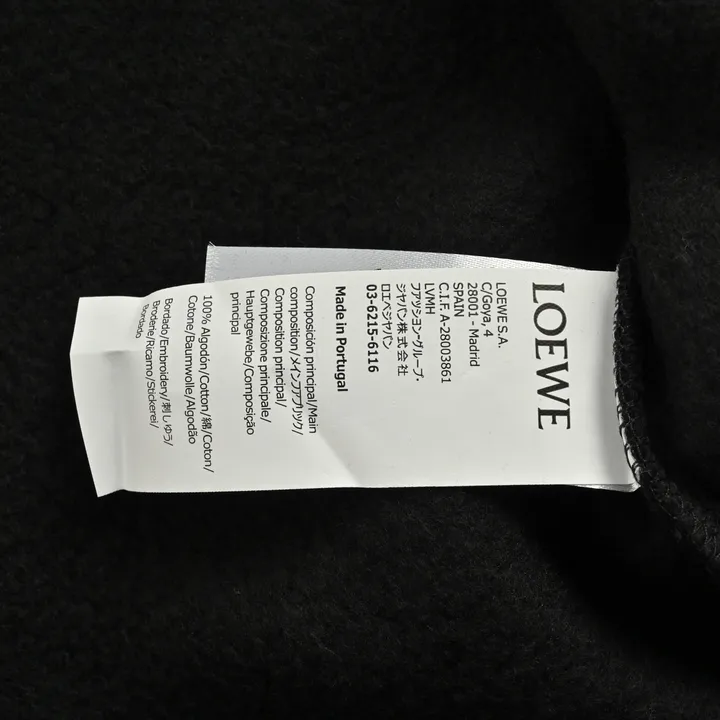 LOEWE
LOEWE S.A.
C/Goya, 4
28001 - Madrid
SPAIN
C.I.F. A-28003861
LVMH
ファッション・グループ・
ジャパン株式会社
ロエベジャパン
03-6215-6116
Made in Portugal
Composición principal/Main
composition/メインファブリック/
Composition principal/
Composizione principale/
Hauptgewebe/Composição
principal
100% Algodón/Cotton/綿/Coton/
Cotone/Baumwolle/Algodão
Bordado/Embroidery/刺しゅう/
Broderie/Ricamo/Stickerei/
Bordado